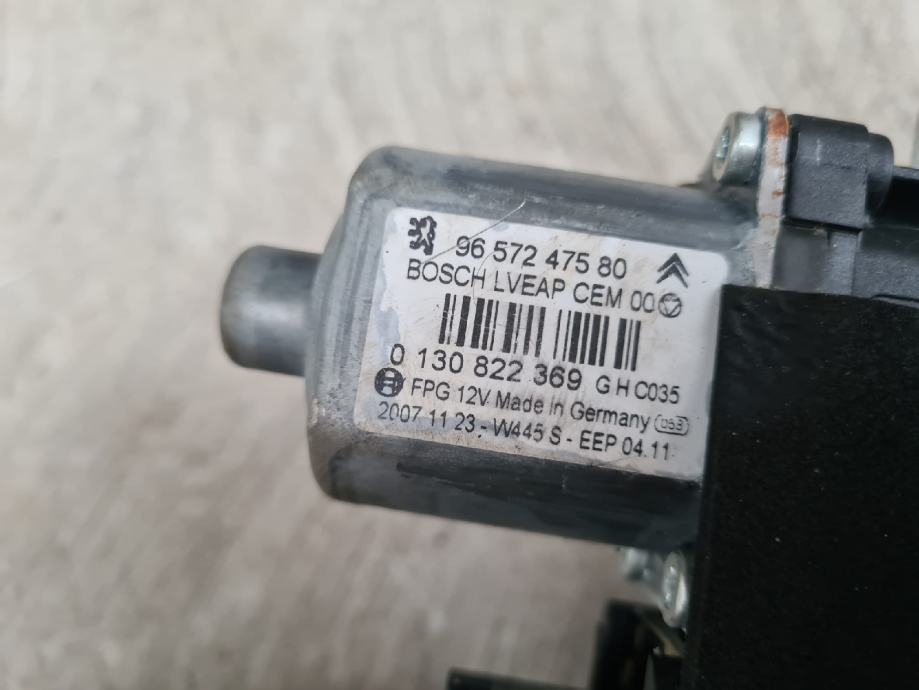 96 572 475 80
BOSCH LVEAP CEM 00
0 130 822 369 G H C035
FPG 12V Made in Germany 033
2007 11 23 - W445 S - EEP 04.11